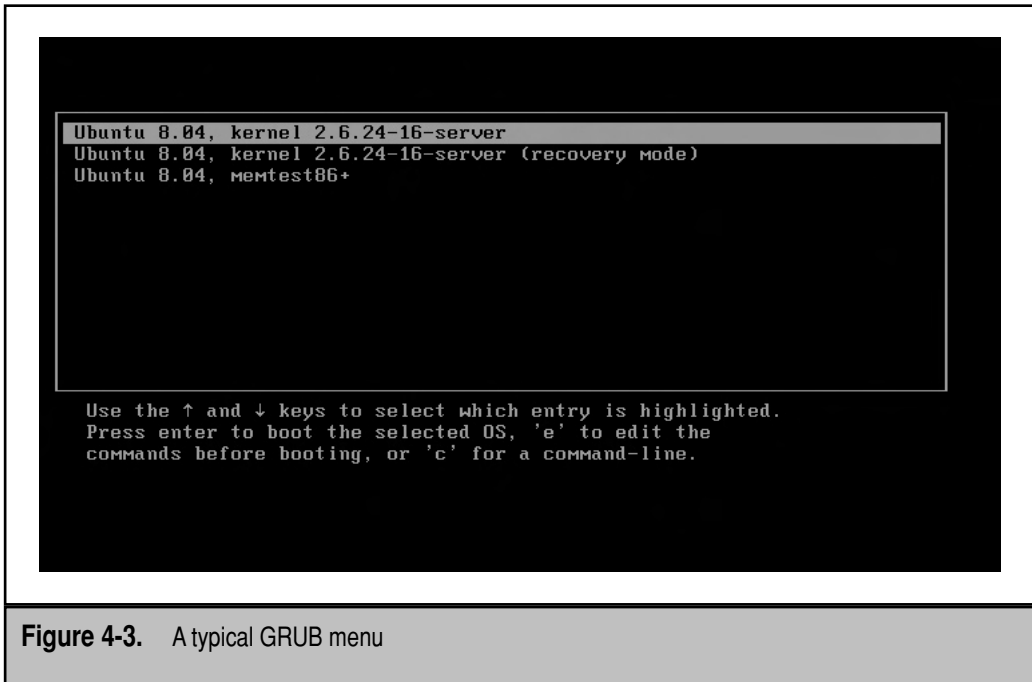 Ubuntu 8.04, kernel 2.6.24-16-server
Ubuntu 8.04, kernel 2.6.24-16-server (recovery mode)
Ubuntu 8.04, memtest86+
Use the ↑ and ↓ keys to select which entry is highlighted.
Press enter to boot the selected OS, 'e' to edit the
commands before booting, or 'c' for a command-line.
Figure 4-3. A typical GRUB menu